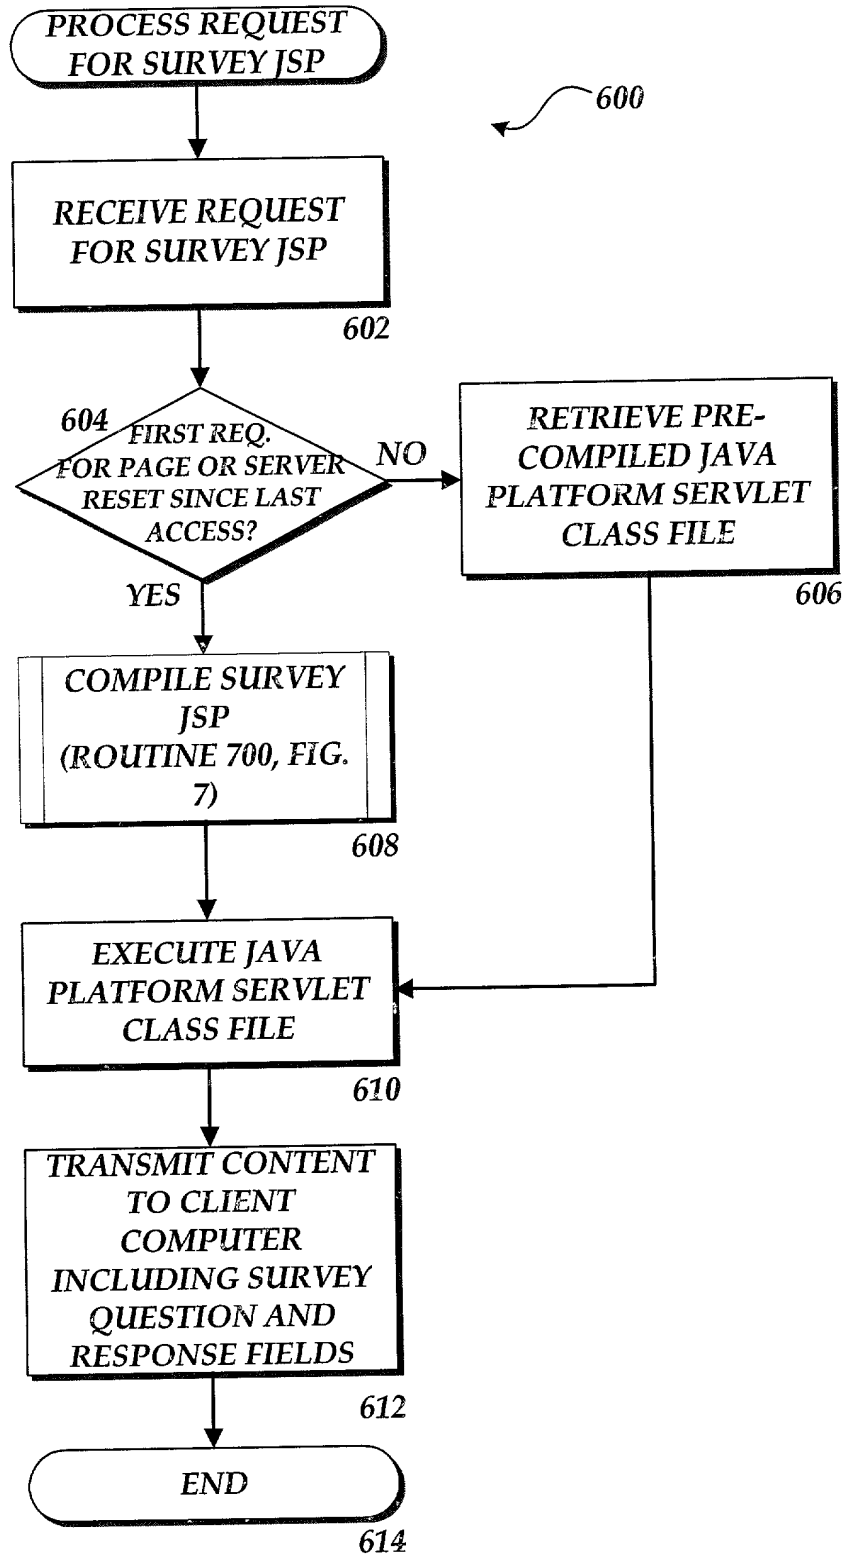 PROCESS REQUEST
FOR SURVEY JSP
600
RECEIVE REQUEST
FOR SURVEY JSP
602
604
FIRST REQ.
FOR PAGE OR SERVER
RESET SINCE LAST
ACCESS?
NO
YES
RETRIEVE PRE-
COMPILED JAVA
PLATFORM SERVLET
CLASS FILE
606
COMPILE SURVEY
JSP
(ROUTINE 700, FIG.
7)
608
EXECUTE JAVA
PLATFORM SERVLET
CLASS FILE
610
TRANSMIT CONTENT
TO CLIENT
COMPUTER
INCLUDING SURVEY
QUESTION AND
RESPONSE FIELDS
612
END
614